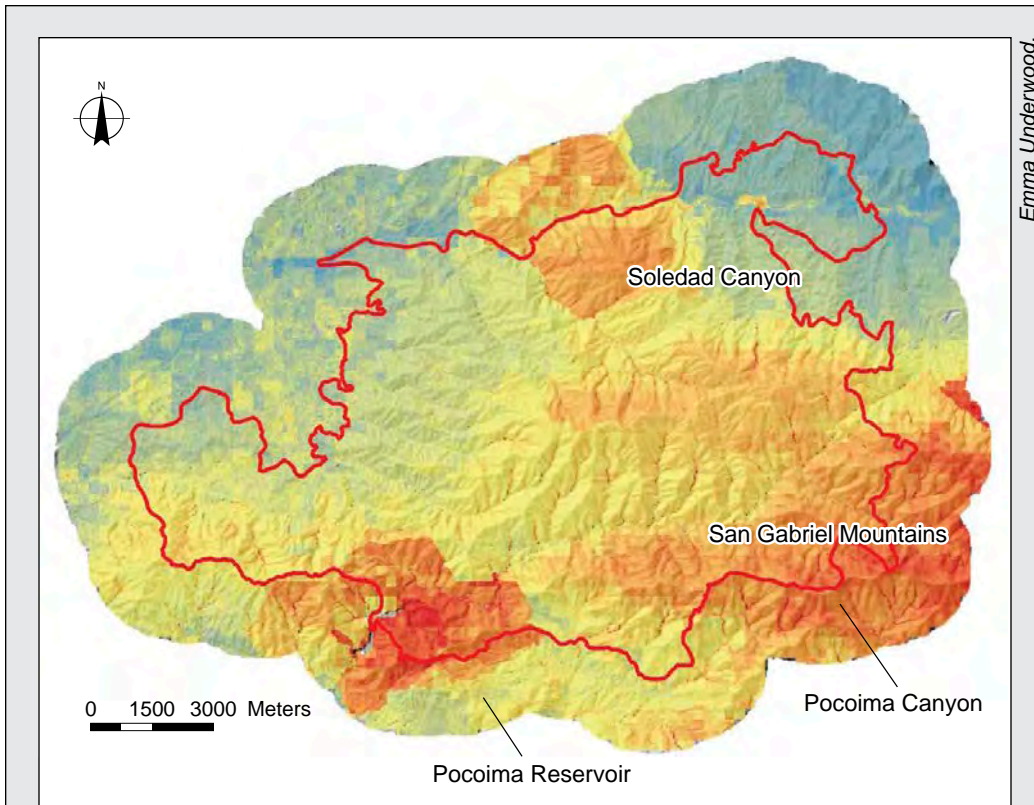 Emma Underwood.
N
Soledad Canyon
San Gabriel Mountains
0 1500 3000 Meters
Pocoima Canyon
Pocoima Reservoir